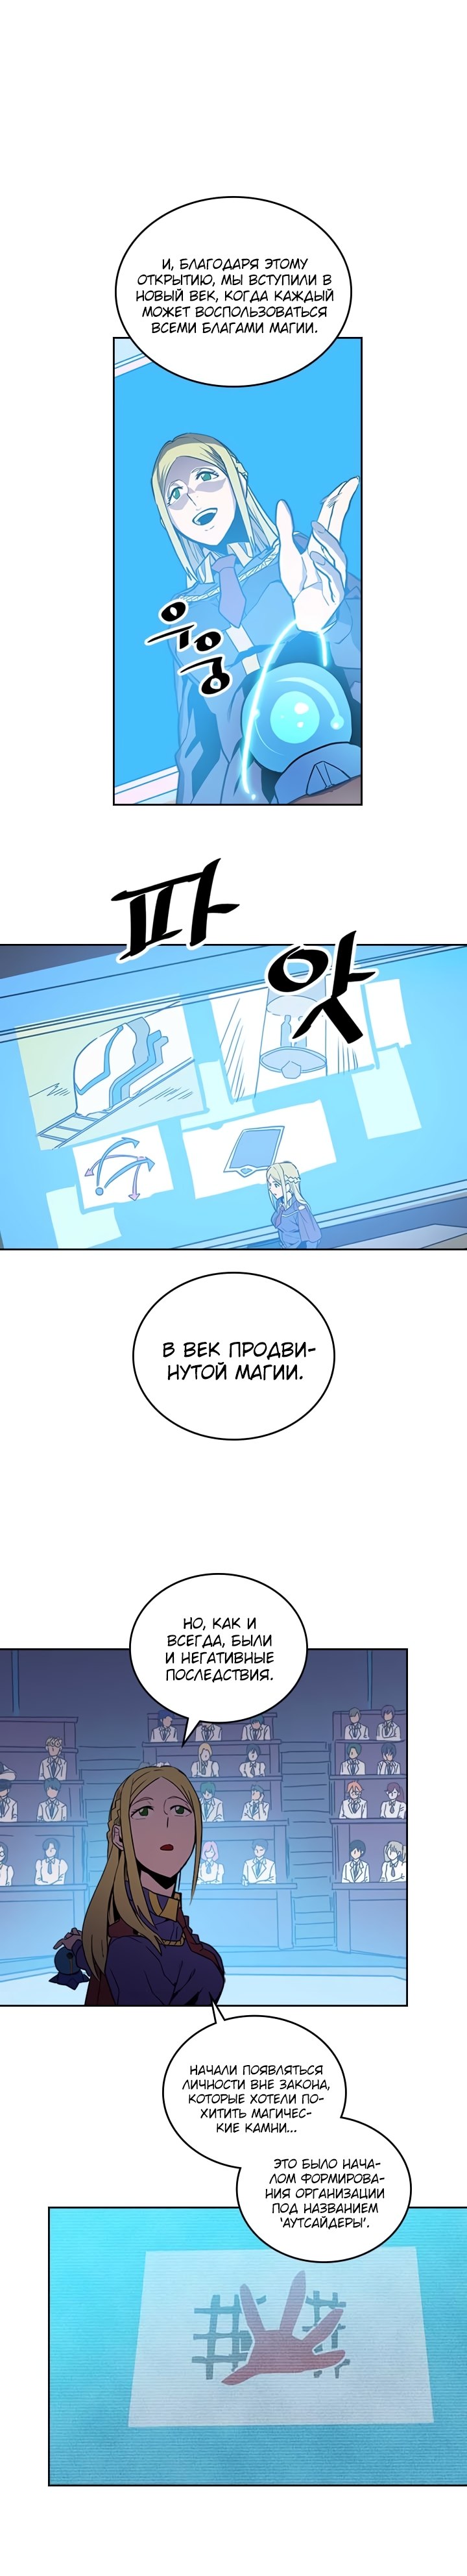 И, БЛАГОДАРЯ ЭТОМУ
ОТКРЫТИЮ, МЫ ВСТУПИЛИ В
НОВЫЙ ВЕК, КОГДА КАЖДЫЙ
МОЖЕТ ВОСПОЛЬЗОВАТЬСЯ
ВСЕМИ БЛАГАМИ МАГИИ.
우웅
파앗
В ВЕК ПРОДВИ-
НУТОЙ МАГИИ.
НО, КАК И
ВСЕГДА, БЫЛИ
И НЕГАТИВНЫЕ
ПОСЛЕДСТВИЯ.
НАЧАЛИ ПОЯВЛЯТЬСЯ
ЛИЧНОСТИ ВНЕ ЗАКОНА,
КОТОРЫЕ ХОТЕЛИ ПО-
ХИТИТЬ МАГИЧЕС-
КИЕ КАМНИ...
ЭТО БЫЛО НАЧА-
ЛОМ ФОРМИРОВА-
НИЯ ОРГАНИЗАЦИИ
ПОД НАЗВАНИЕМ
'АУТСАЙДЕРЫ'.